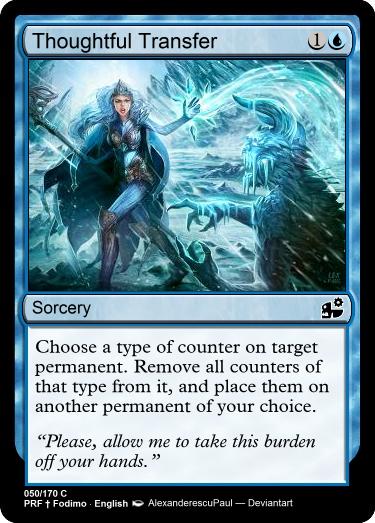 Thoughtful Transfer 1
Sorcery
Choose a type of counter on target
permanent. Remove all counters of
that type from it, and place them on
another permanent of your choice.
“Please, allow me to take this burden
off your hands.”
050/170 C
PRF † Fodimo · English AlexanderescuPaul — Deviantart